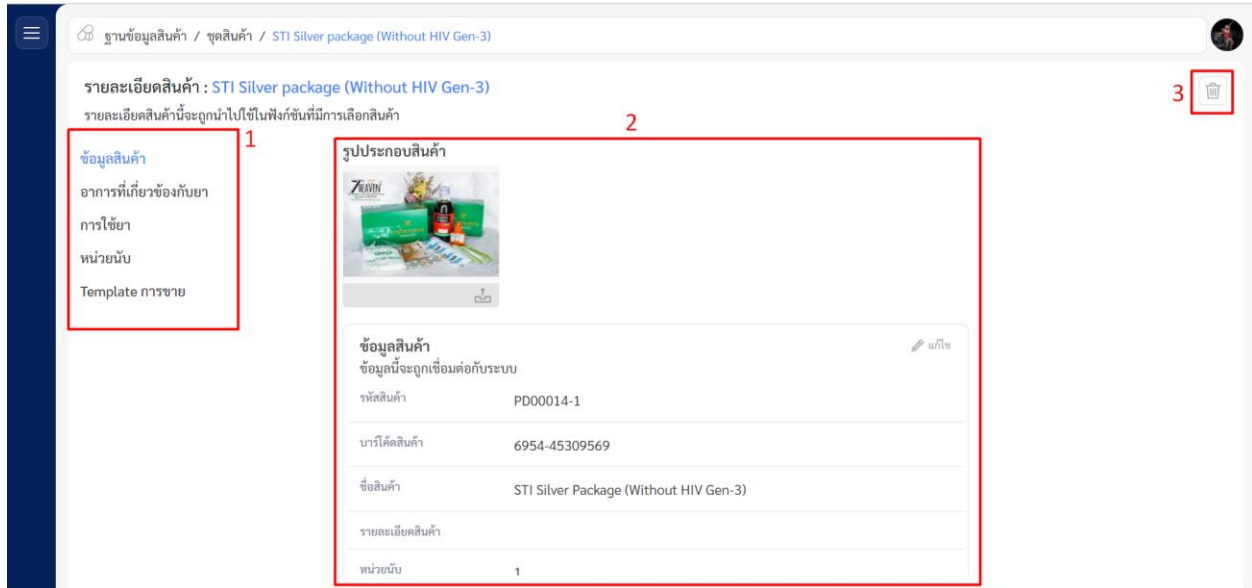 ฐานข้อมูลสินค้า / ชุดสินค้า / STI Silver package (Without HIV Gen-3)
รายละเอียดสินค้า : STI Silver package (Without HIV Gen-3)
3
รายละเอียดสินค้านี้จะถูกนำไปใช้ในฟังก์ชันที่มีการเลือกสินค้า
1
2
ข้อมูลสินค้า
อาการที่เกี่ยวข้องกับยา
การใช้ยา
หน่วยนับ
Template การขาย
รูปประกอบสินค้า
7HEAVEN
ข้อมูลสินค้า
แก้ไข
ข้อมูลนี้จะถูกเชื่อมต่อกับระบบ
รหัสสินค้า PD00014-1
บาร์โค้ดสินค้า 6954-45309569
ชื่อสินค้า STI Silver Package (Without HIV Gen-3)
รายละเอียดสินค้า
หน่วยนับ 1